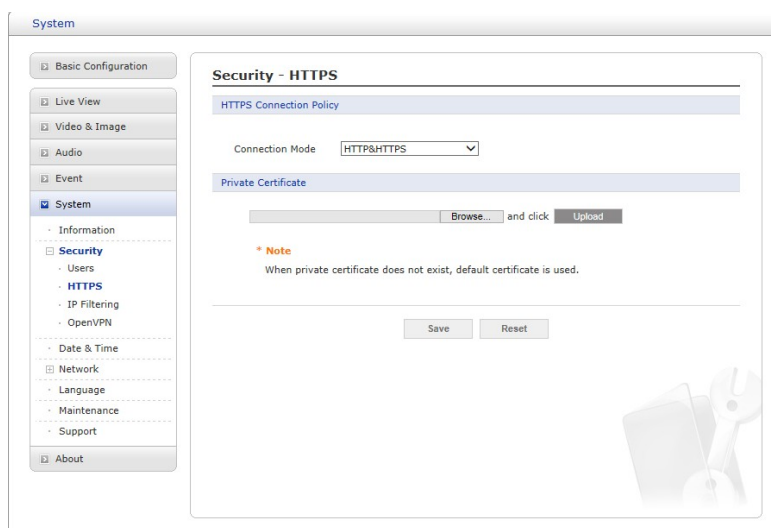 System
Basic Configuration
Live View
Video & Image
Audio
Event
System
Information
Security
Users
HTTPS
IP Filtering
OpenVPN
Date & Time
Network
Language
Maintenance
Support
About
Security - HTTPS
HTTPS Connection Policy
Connection Mode HTTP&HTTPS
Private Certificate
Browse... and click Upload
* Note
When private certificate does not exist, default certificate is used.
Save Reset